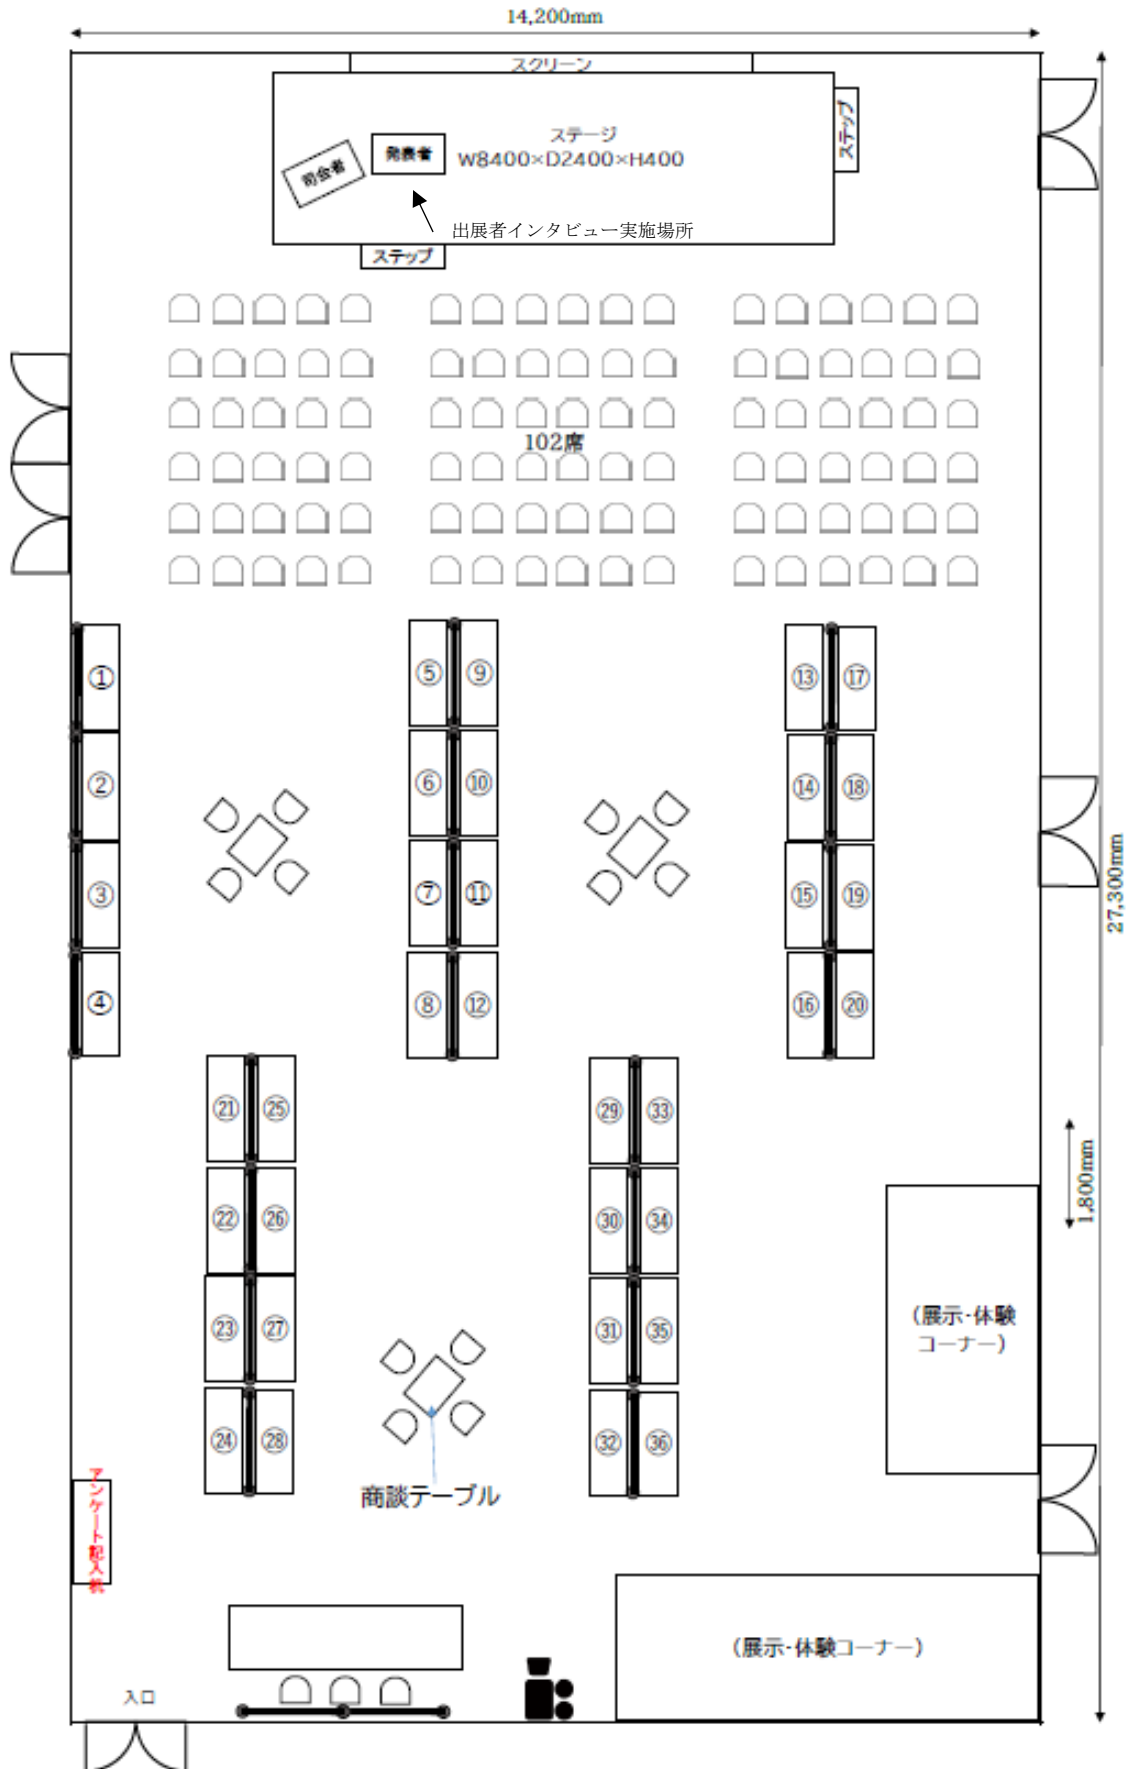 14,200mm
スクリーン
ステージ
W8400×D2400×H400
ステップ
発表者
司会者
出展者インタビュー実施場所
ステップ
102席
①
②
③
④
⑤
⑨
⑥
⑩
⑦
⑪
⑧
⑫
⑬
⑰
⑭
⑱
⑮
⑲
⑯
⑳
27,300mm
㉑
㉕
㉒
㉖
㉓
㉗
㉔
㉘
㉙
㉝
㉚
㉞
㉛
㉟
㉜
㊱
1,800mm
(展示・体験
コーナー)
商談テーブル
アンケート記入机
(展示・体験コーナー)
入口